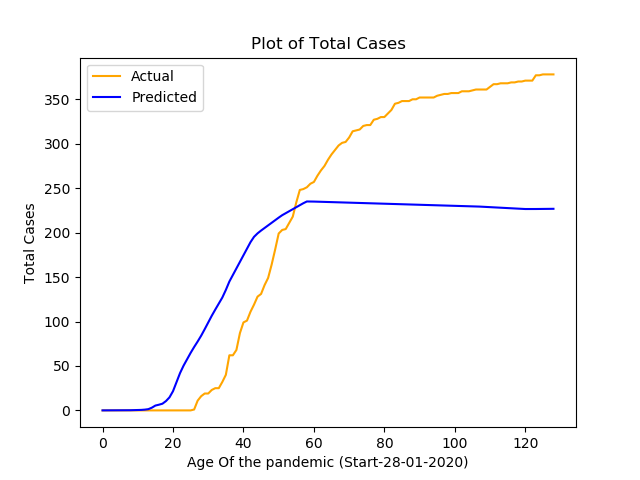 Plot of Total Cases
Actual
Predicted
350
300
250
200
150
100
50
0
Total Cases
0 20 40 60 80 100 120
Age Of the pandemic (Start-28-01-2020)